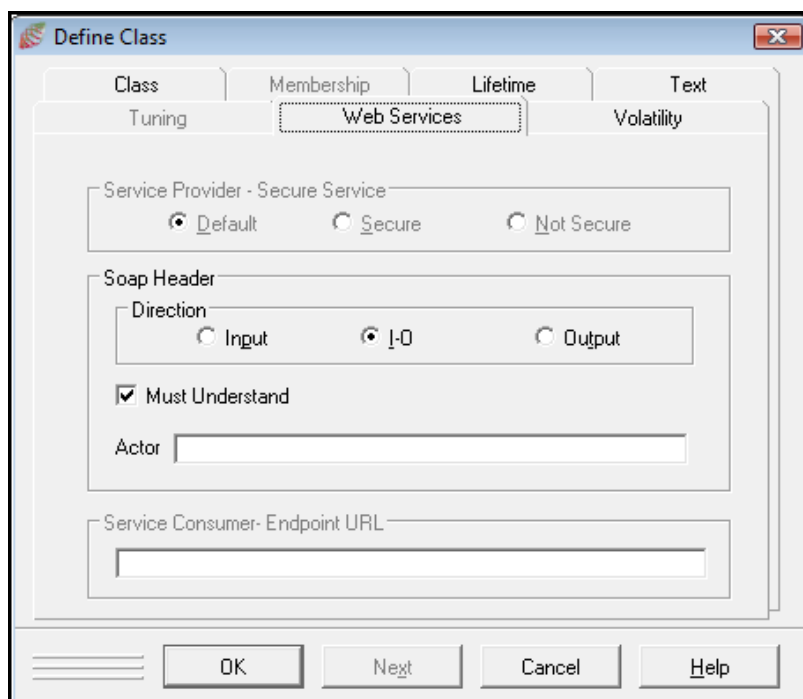 Define Class
Class Membership Lifetime Text
Tuning Web Services Volatility
Service Provider - Secure Service
Default Secure Not Secure
Soap Header
Direction
Input I-O Output
Must Understand
Actor
Service Consumer- Endpoint URL
OK Next Cancel Help